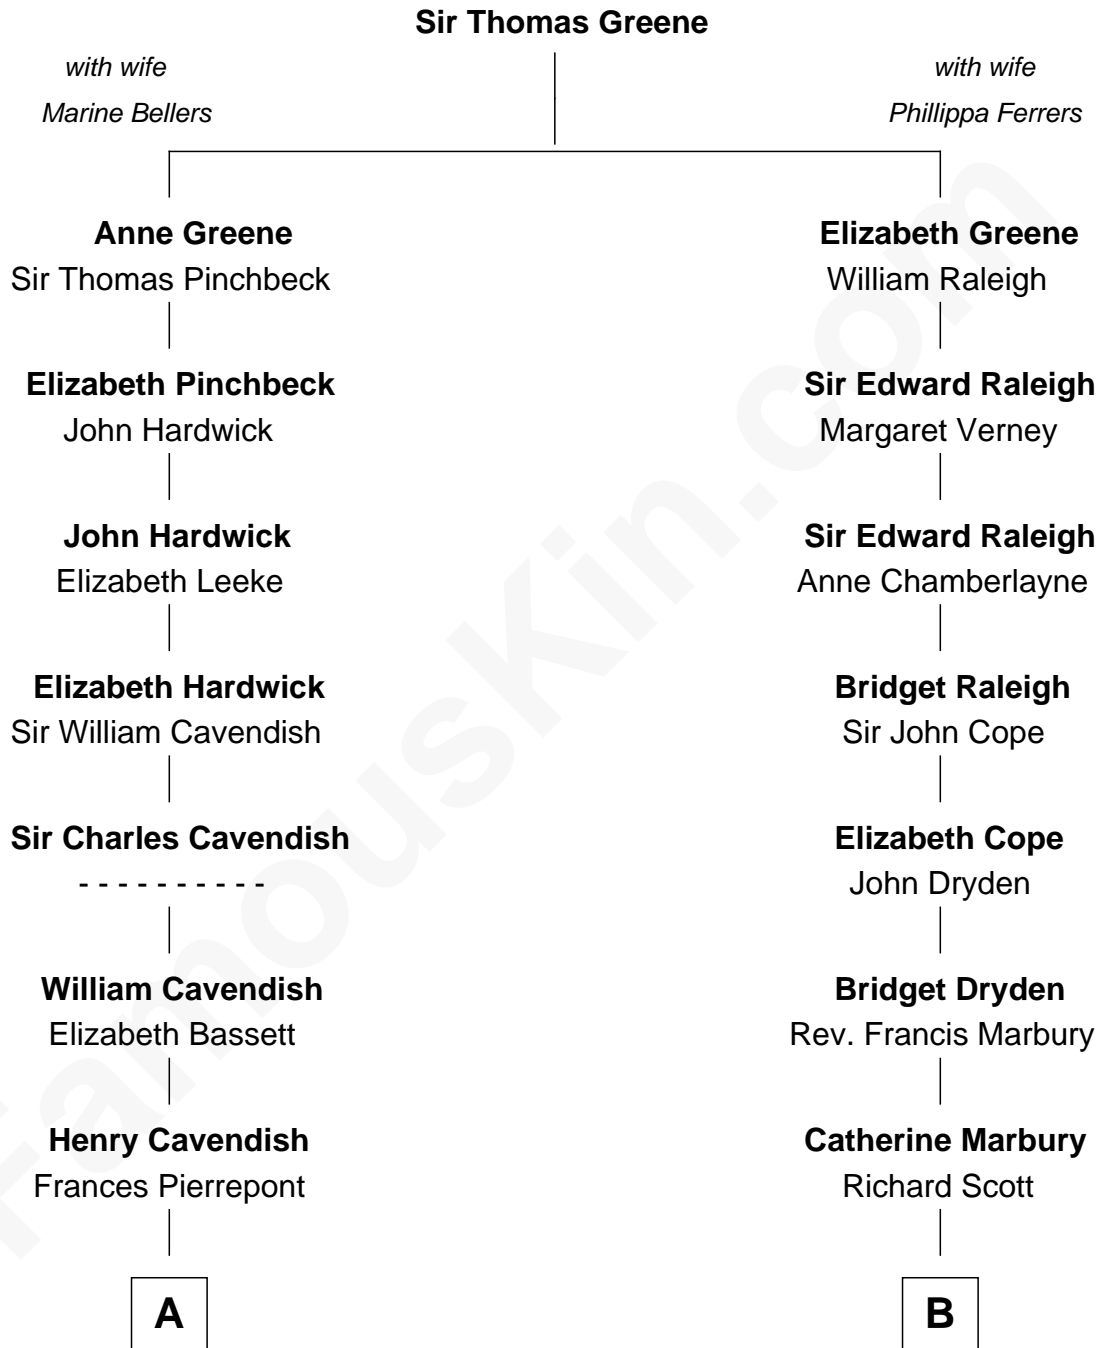 Sir Thomas Greene
with wife
Marine Bellers
with wife
Phillippa Ferrers
Anne Greene
Sir Thomas Pinchbeck
Elizabeth Greene
William Raleigh
Elizabeth Pinchbeck
John Hardwick
Sir Edward Raleigh
Margaret Verney
John Hardwick
Elizabeth Leeke
Sir Edward Raleigh
Anne Chamberlayne
Elizabeth Hardwick
Sir William Cavendish
Bridget Raleigh
Sir John Cope
Sir Charles Cavendish
- - - - - - - - - -
Elizabeth Cope
John Dryden
William Cavendish
Elizabeth Bassett
Bridget Dryden
Rev. Francis Marbury
Henry Cavendish
Frances Pierrepont
Catherine Marbury
Richard Scott
A
B
FamousKin.com